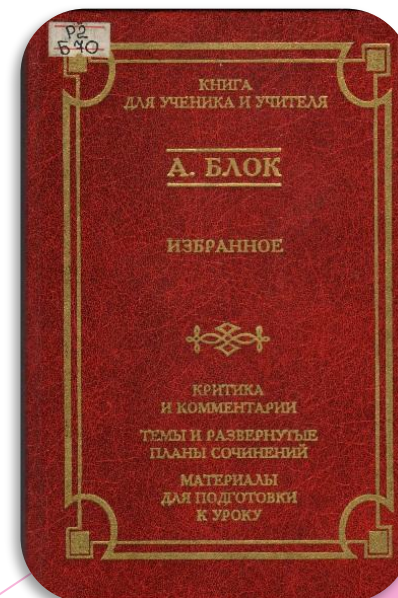 Р2
Б 70
КНИГА
ДЛЯ УЧЕНИКА И УЧИТЕЛЯ
А. БЛОК
ИЗБРАННОЕ
КРИТИКА
И КОММЕНТАРИИ
ТЕМЫ И РАЗВЕРНУТЫЕ
ПЛАНЫ СОЧИНЕНИЙ
МАТЕРИАЛЫ
ДЛЯ ПОДГОТОВКИ
К УРОКУ